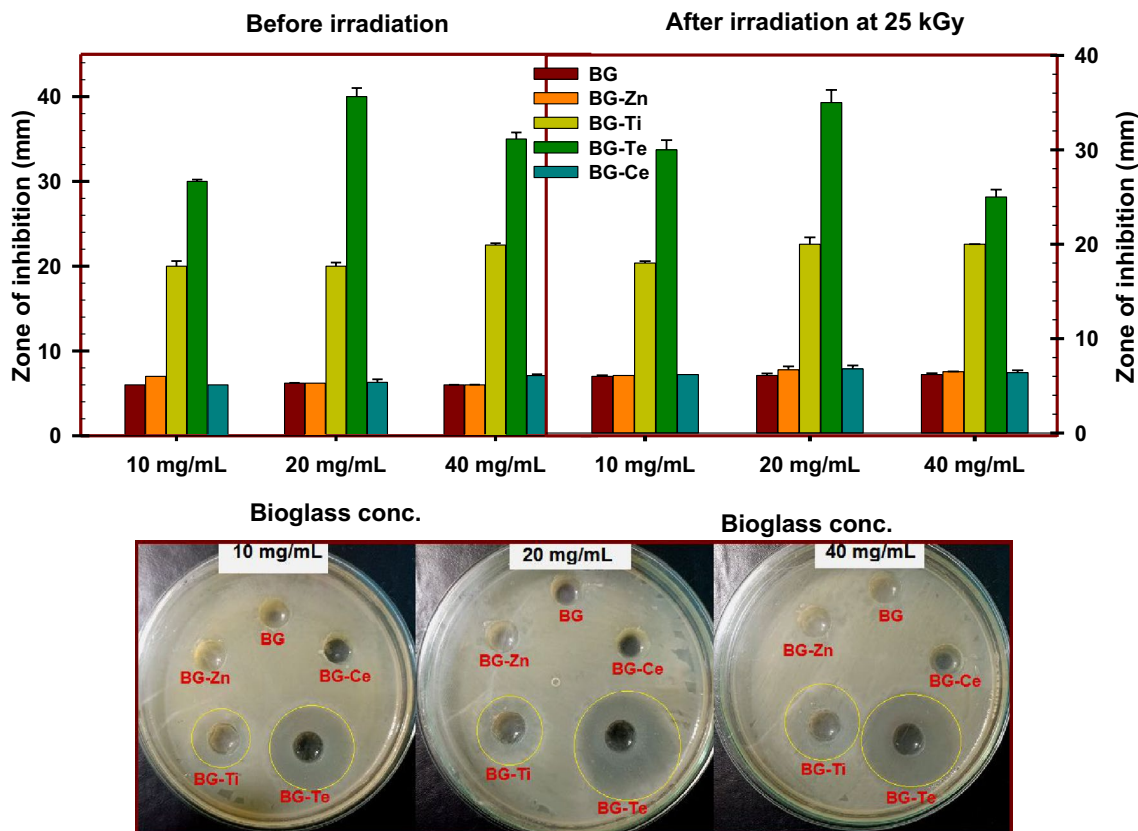 Before irradiation
After irradiation at 25 kGy
Zone of inhibition (mm)
40
30
20
10
0
BG
BG-Zn
BG-Ti
BG-Te
BG-Ce
40
30
20
10
0
Zone of inhibition (mm)
10 mg/mL
20 mg/mL
40 mg/mL
10 mg/mL
20 mg/mL
40 mg/mL
Bioglass conc.
Bioglass conc.
10 mg/mL
BG
BG-Zn
BG-Ce
BG-Ti
BG-Te
20 mg/mL
BG
BG-Zn
BG-Ce
BG-Ti
BG-Te
40 mg/mL
BG
BG-Zn
BG-Ce
BG-Ti
BG-Te